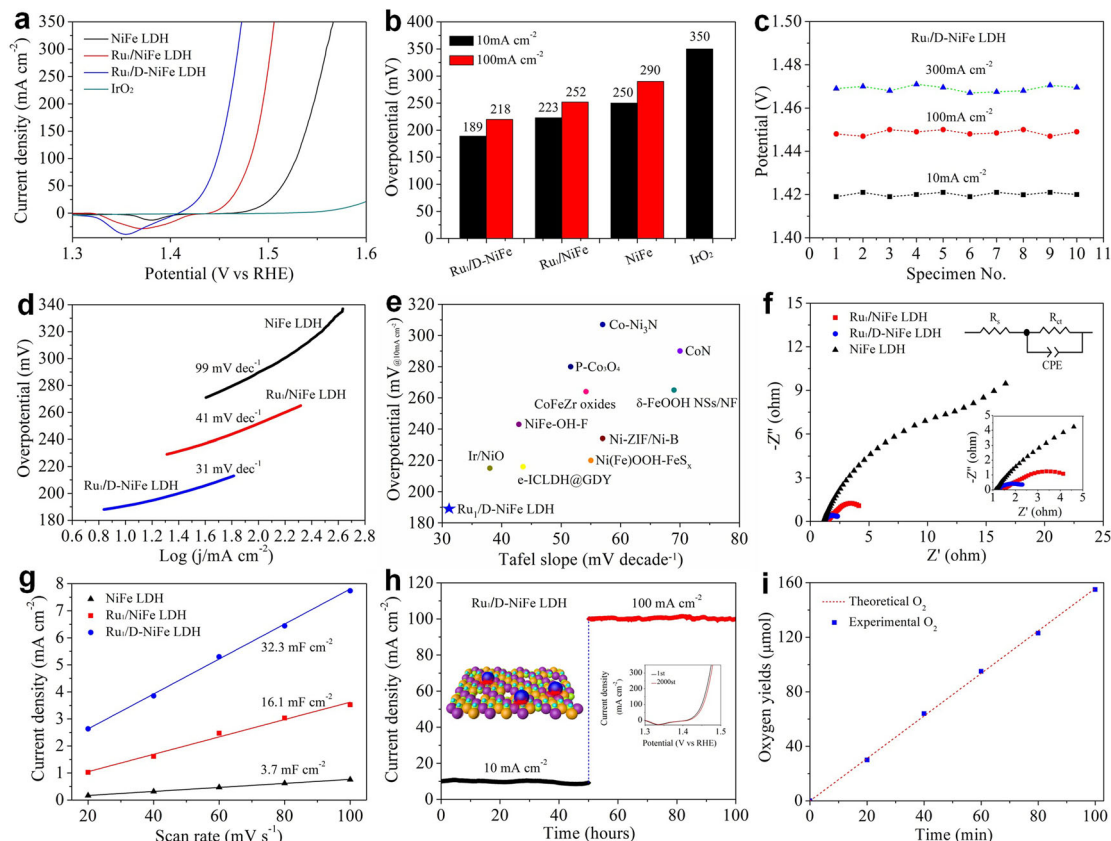 a
NiFe LDH
Ru₁/NiFe LDH
Ru₁/D-NiFe LDH
IrO₂
Current density (mA cm⁻²)
350
300
250
200
150
100
50
0
1.3
1.4
1.5
1.6
Potential (V vs RHE)
b
10mA cm⁻²
100mA cm⁻²
Overpotential (mV)
400
350
300
250
200
150
100
50
0
189
218
223
252
250
290
350
Ru₁/D-NiFe
Ru₁/NiFe
NiFe
IrO₂
c
Ru₁/D-NiFe LDH
300mA cm⁻²
100mA cm⁻²
10mA cm⁻²
Potential (V)
1.50
1.48
1.46
1.44
1.42
1.40
0 1 2 3 4 5 6 7 8 9 10 11
Specimen No.
d
Overpotential (mV)
340
320
300
280
260
240
220
200
180
NiFe LDH
99 mV dec⁻¹
Ru₁/NiFe LDH
41 mV dec⁻¹
31 mV dec⁻¹
Ru₁/D-NiFe LDH
0.6 0.8 1.0 1.2 1.4 1.6 1.8 2.0 2.2 2.4 2.6 2.8
Log (j/mA cm⁻²)
e
Overpotential (mV@10mA cm⁻²)
320
300
280
260
240
220
200
180
Co-Ni₃N
CoN
P-Co₃O₄
CoFeZr oxides
δ-FeOOH NSs/NF
NiFe-OH-F
Ni-ZIF/Ni-B
Ir/NiO
Ni(Fe)OOH-FeSₓ
e-ICLDH@GDY
Ru₁/D-NiFe LDH
30 40 50 60 70 80
Tafel slope (mV decade⁻¹)
f
Ru₁/NiFe LDH
Ru₁/D-NiFe LDH
NiFe LDH
Rₛ
R_ct
CPE
-Z'' (ohm)
15
12
9
6
3
0
0 5 10 15 20 25
Z' (ohm)
-Z'' (ohm)
5
4
3
2
1
0
1 2 3 4 5
Z' (ohm)
g
NiFe LDH
Ru₁/NiFe LDH
Ru₁/D-NiFe LDH
32.3 mF cm⁻²
16.1 mF cm⁻²
3.7 mF cm⁻²
Current density (mA cm⁻²)
8
7
6
5
4
3
2
1
0
20 40 60 80 100
Scan rate (mV s⁻¹)
h
Ru₁/D-NiFe LDH
100 mA cm⁻²
10 mA cm⁻²
Current density (mA cm⁻²)
120
100
80
60
40
20
0
0 20 40 60 80 100
Time (hours)
1st
2000st
Current density
(mA cm⁻²)
300
200
100
0
1.3 1.4 1.5
Potential (V vs RHE)
i
Theoretical O₂
Experimental O₂
Oxygen yields (μmol)
160
120
80
40
0
0 20 40 60 80 100
Time (min)